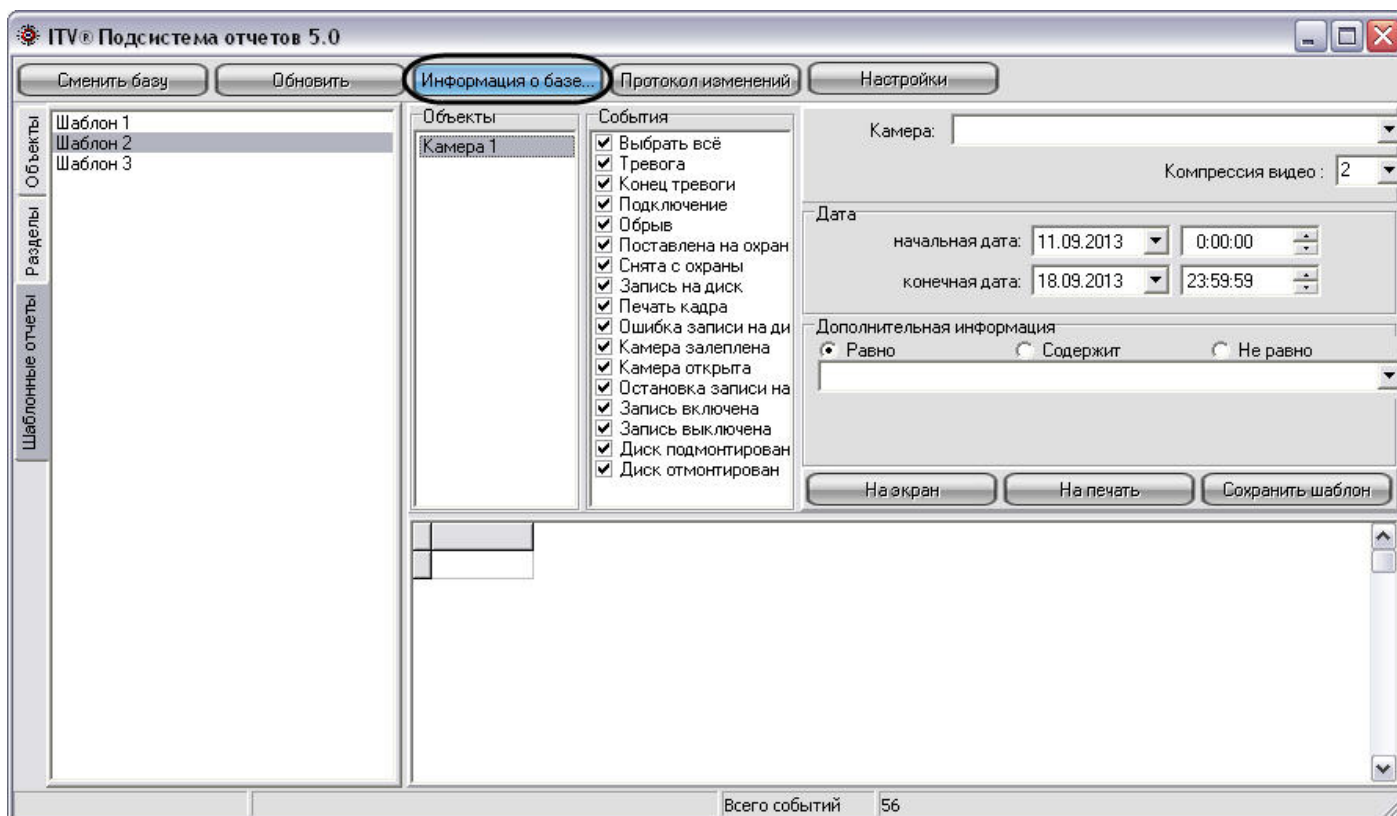 ITV® Подсистема отчетов 5.0
Сменить базу
Обновить
Информация о базе...
Протокол изменений
Настройки
Объекты
Разделы
Шаблонные отчеты
Шаблон 1
Шаблон 2
Шаблон 3
Объекты
Камера 1
События
Выбрать всё
Тревога
Конец тревоги
Подключение
Обрыв
Поставлена на охран
Снята с охраны
Запись на диск
Печать кадра
Ошибка записи на ди
Камера залеплена
Камера открыта
Остановка записи на
Запись включена
Запись выключена
Диск подмонтирован
Диск отмонтирован
Камера:
Компрессия видео : 2
Дата
начальная дата: 11.09.2013 0:00:00
конечная дата: 18.09.2013 23:59:59
Дополнительная информация
Равно Содержит Не равно
На экран
На печать
Сохранить шаблон
Всего событий 56